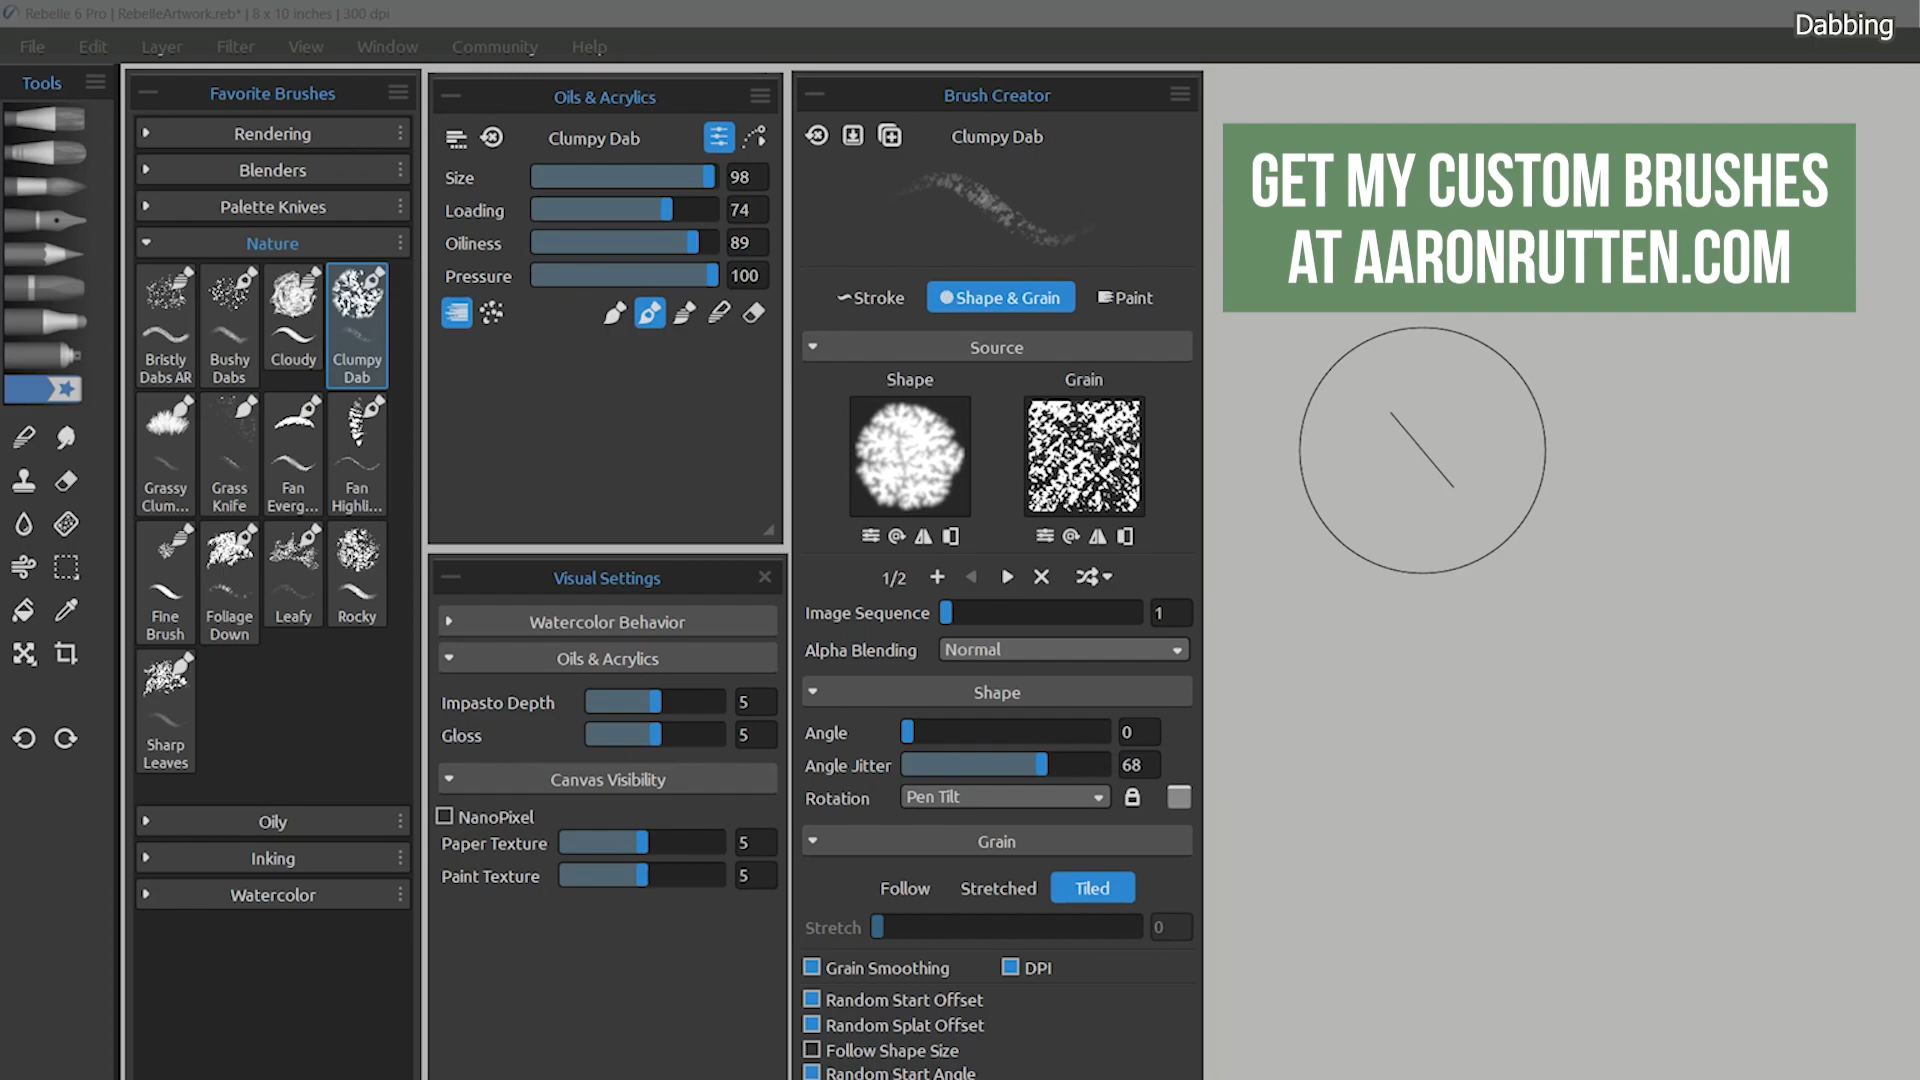 Rebelle 6 Pro | RebelleArtwork.reb* | 8 x 10 inches | 300 dpi
Dabbing
File Edit Layer Filter View Window Community Help
Tools
Favorite Brushes
Rendering
Blenders
Palette Knives
Nature
Bristly Dabs AR
Bushy Dabs
Cloudy
Clumpy Dab
Grassy Clum...
Grass Knife
Fan Everg...
Fan Highli...
Fine Brush
Foliage Down
Leafy
Rocky
Sharp Leaves
Oily
Inking
Watercolor
Oils & Acrylics
Clumpy Dab
Size 98
Loading 74
Oiliness 89
Pressure 100
Visual Settings
Watercolor Behavior
Oils & Acrylics
Impasto Depth 5
Gloss 5
Canvas Visibility
NanoPixel
Paper Texture 5
Paint Texture 5
Brush Creator
Clumpy Dab
Stroke Shape & Grain Paint
Source
Shape Grain
1/2
Image Sequence 1
Alpha Blending Normal
Shape
Angle 0
Angle Jitter 68
Rotation Pen Tilt
Grain
Follow Stretched Tiled
Stretch 0
Grain Smoothing DPI
Random Start Offset
Random Splat Offset
Follow Shape Size
Random Start Angle
GET MY CUSTOM BRUSHES
AT AARONRUTTEN.COM